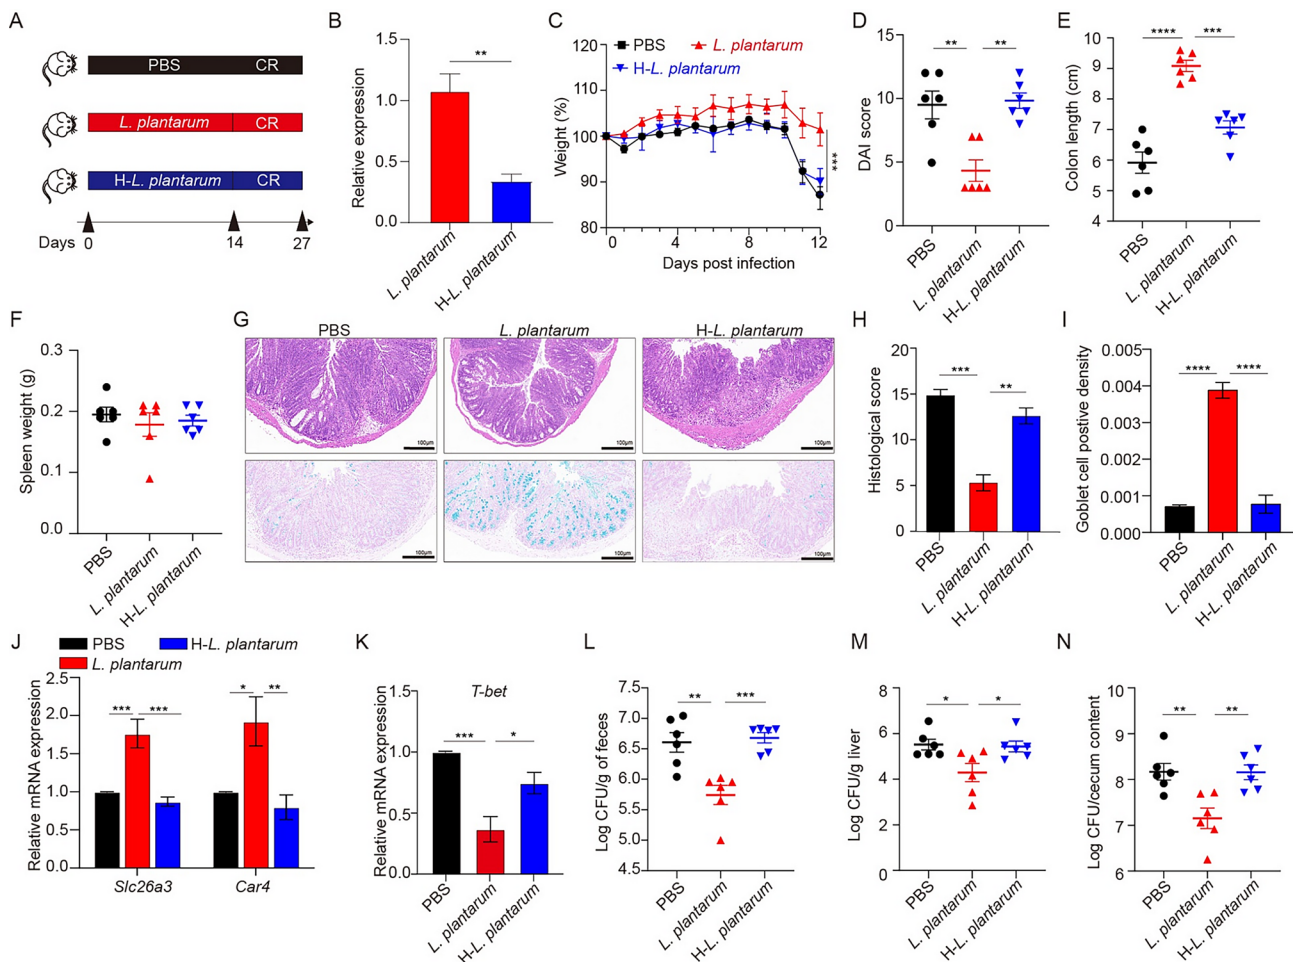 A
PBS CR
L. plantarum CR
H-L. plantarum CR
Days 0 14 27
B
Relative expression
1.5
1.0
0.5
0.0
**
L. plantarum
H-L. plantarum
C
PBS L. plantarum
H-L. plantarum
Weight (%)
120
110
100
90
80
0 4 8 12
Days post infection
***
D
DAI score
15
10
5
0
** **
PBS
L. plantarum
H-L. plantarum
E
Colon length (cm)
10
9
8
7
6
5
4
**** ***
PBS
L. plantarum
H-L. plantarum
F
Spleen weight (g)
0.3
0.2
0.1
0.0
PBS
L. plantarum
H-L. plantarum
G
PBS L. plantarum H-L. plantarum
100μm 100μm 100μm
100μm 100μm 100μm
H
Histological score
20
15
10
5
0
*** **
PBS
L. plantarum
H-L. plantarum
I
Goblet cell postive density
0.005
0.004
0.003
0.002
0.001
0.000
**** ****
PBS
L. plantarum
H-L. plantarum
J
PBS H-L. plantarum
L. plantarum
Relative mRNA expression
2.5
2.0
1.5
1.0
0.5
0.0
*** *** * **
Slc26a3 Car4
K
T-bet
Relative mRNA expression
1.5
1.0
0.5
0.0
*** *
PBS
L. plantarum
H-L. plantarum
L
Log CFU/g of feces
7.5
7.0
6.5
6.0
5.5
5.0
4.5
** ***
PBS
L. plantarum
H-L. plantarum
M
Log CFU/g liver
8
6
4
2
0
* *
PBS
L. plantarum
H-L. plantarum
N
Log CFU/cecum content
10
9
8
7
6
** **
PBS
L. plantarum
H-L. plantarum